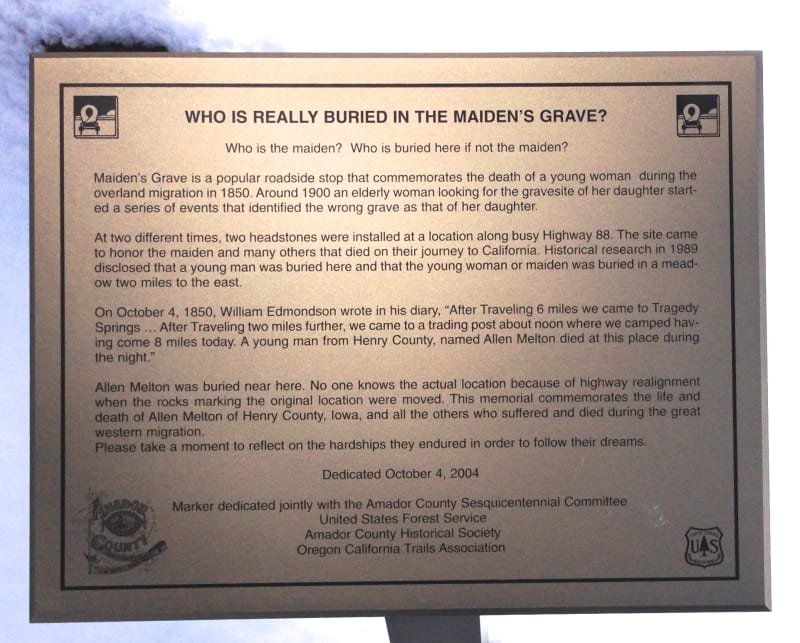 WHO IS REALLY BURIED IN THE MAIDEN'S GRAVE?
Who is the maiden?  Who is buried here if not the maiden?
Maiden's Grave is a popular roadside stop that commemorates the death of a young woman  during the
overland migration in 1850. Around 1900 an elderly woman looking for the gravesite of her daughter start-
ed a series of events that identified the wrong grave as that of her daughter.
At two different times, two headstones were installed at a location along busy Highway 88. The site came
to honor the maiden and many others that died on their journey to California. Historical research in 1989
disclosed that a young man was buried here and that the young woman or maiden was buried in a mead-
ow two miles to the east.
On October 4, 1850, William Edmondson wrote in his diary, “After Traveling 6 miles we came to Tragedy
Springs ... After Traveling two miles further, we came to a trading post about noon where we camped hav-
ing come 8 miles today. A young man from Henry County, named Allen Melton died at this place during
the night.”
Allen Melton was buried near here. No one knows the actual location because of highway realignment
when the rocks marking the original location were moved. This memorial commemorates the life and
death of Allen Melton of Henry County, Iowa, and all the others who suffered and died during the great
western migration.
Please take a moment to reflect on the hardships they endured in order to follow their dreams.
Dedicated October 4, 2004
Marker dedicated jointly with the Amador County Sesquicentennial Committee
United States Forest Service
Amador County Historical Society
Oregon California Trails Association
AMADOR
COUNTY
U S